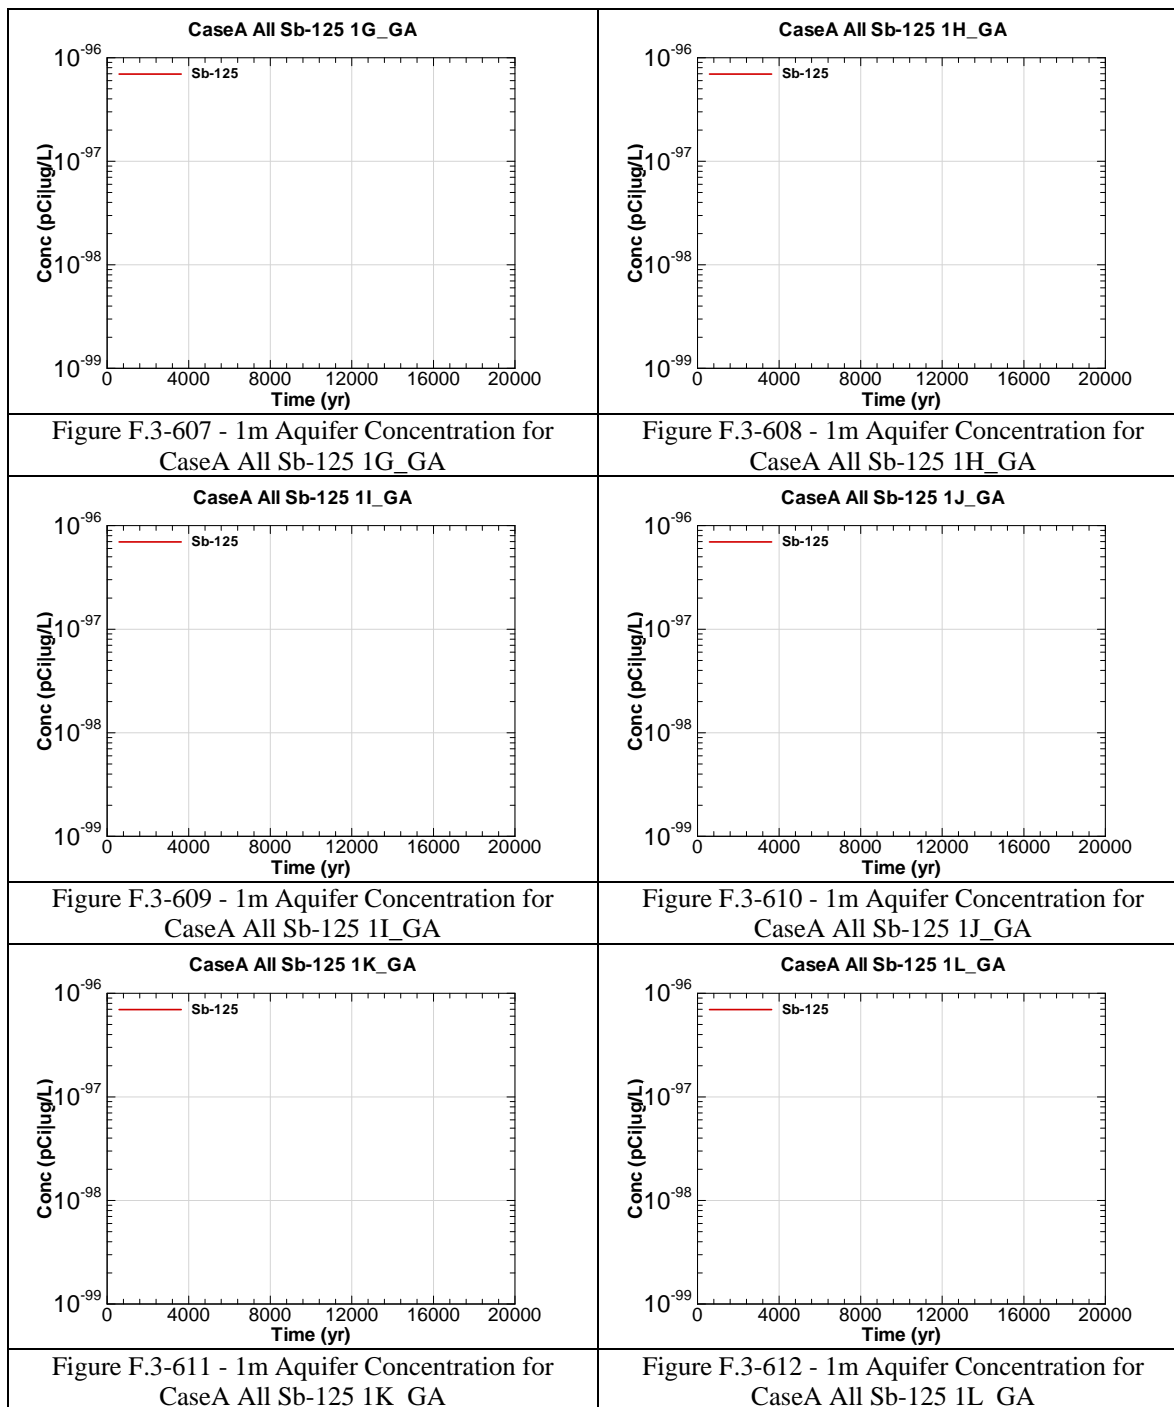 CaseA All Sb-125 1G_GA
10^-96
Sb-125
10^-97
Conc (pCi|ug/L)
10^-98
10^-99
0 4000 8000 12000 16000 20000
Time (yr)
Figure F.3-607 - 1m Aquifer Concentration for
CaseA All Sb-125 1G_GA
CaseA All Sb-125 1H_GA
10^-96
Sb-125
10^-97
Conc (pCi|ug/L)
10^-98
10^-99
0 4000 8000 12000 16000 20000
Time (yr)
Figure F.3-608 - 1m Aquifer Concentration for
CaseA All Sb-125 1H_GA
CaseA All Sb-125 1I_GA
10^-96
Sb-125
10^-97
Conc (pCi|ug/L)
10^-98
10^-99
0 4000 8000 12000 16000 20000
Time (yr)
Figure F.3-609 - 1m Aquifer Concentration for
CaseA All Sb-125 1I_GA
CaseA All Sb-125 1J_GA
10^-96
Sb-125
10^-97
Conc (pCi|ug/L)
10^-98
10^-99
0 4000 8000 12000 16000 20000
Time (yr)
Figure F.3-610 - 1m Aquifer Concentration for
CaseA All Sb-125 1J_GA
CaseA All Sb-125 1K_GA
10^-96
Sb-125
10^-97
Conc (pCi|ug/L)
10^-98
10^-99
0 4000 8000 12000 16000 20000
Time (yr)
Figure F.3-611 - 1m Aquifer Concentration for
CaseA All Sb-125 1K_GA
CaseA All Sb-125 1L_GA
10^-96
Sb-125
10^-97
Conc (pCi|ug/L)
10^-98
10^-99
0 4000 8000 12000 16000 20000
Time (yr)
Figure F.3-612 - 1m Aquifer Concentration for
CaseA All Sb-125 1L_GA